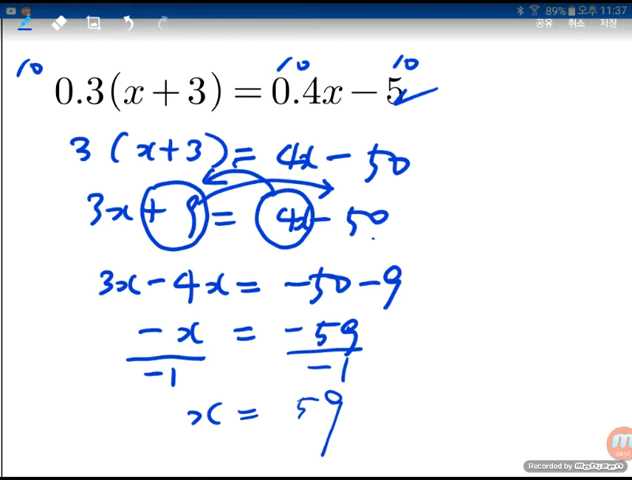 89% 오후 11:37
공유 취소 저장
10 10 10
0.3(x + 3) = 0.4x − 5
3 (x+3) = 4x − 50
3x + 9 = 4x − 50
3x − 4x = −50 − 9
−x = −59
−1 −1
x = 59
Recorded by MOBIZEN